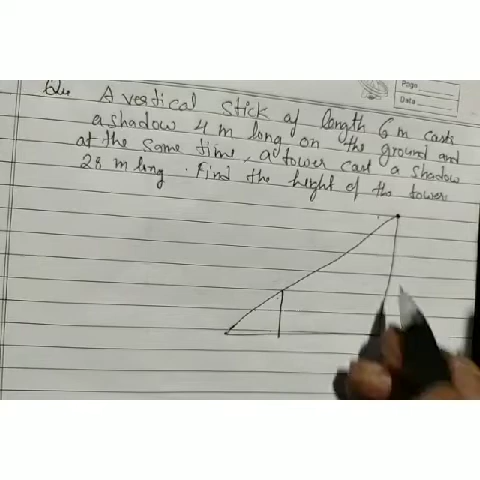 Page
Date
Qu. A vertical stick of length 6 m casts
a shadow 4 m long on the ground and
at the same time, a tower cast a shadow
28 m long. Find the height of the tower